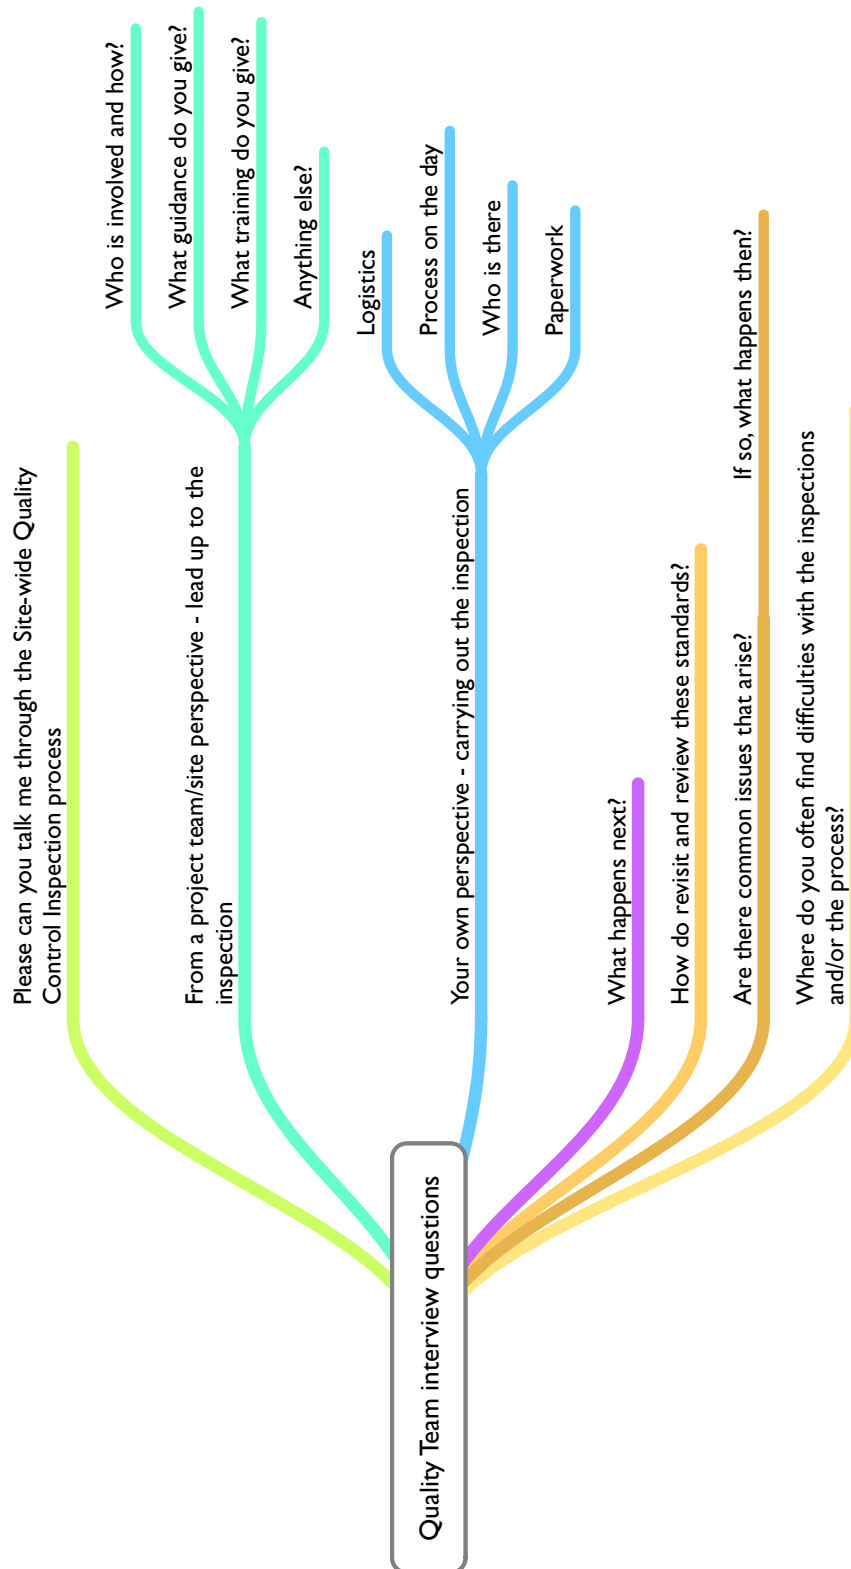 Quality Team interview questions
Please can you talk me through the Site-wide Quality
Control Inspection process
From a project team/site perspective - lead up to the
inspection
Who is involved and how?
What guidance do you give?
What training do you give?
Anything else?
Your own perspective - carrying out the inspection
Logistics
Process on the day
Who is there
Paperwork
What happens next?
How do revisit and review these standards?
Are there common issues that arise?
If so, what happens then?
Where do you often find difficulties with the inspections
and/or the process?